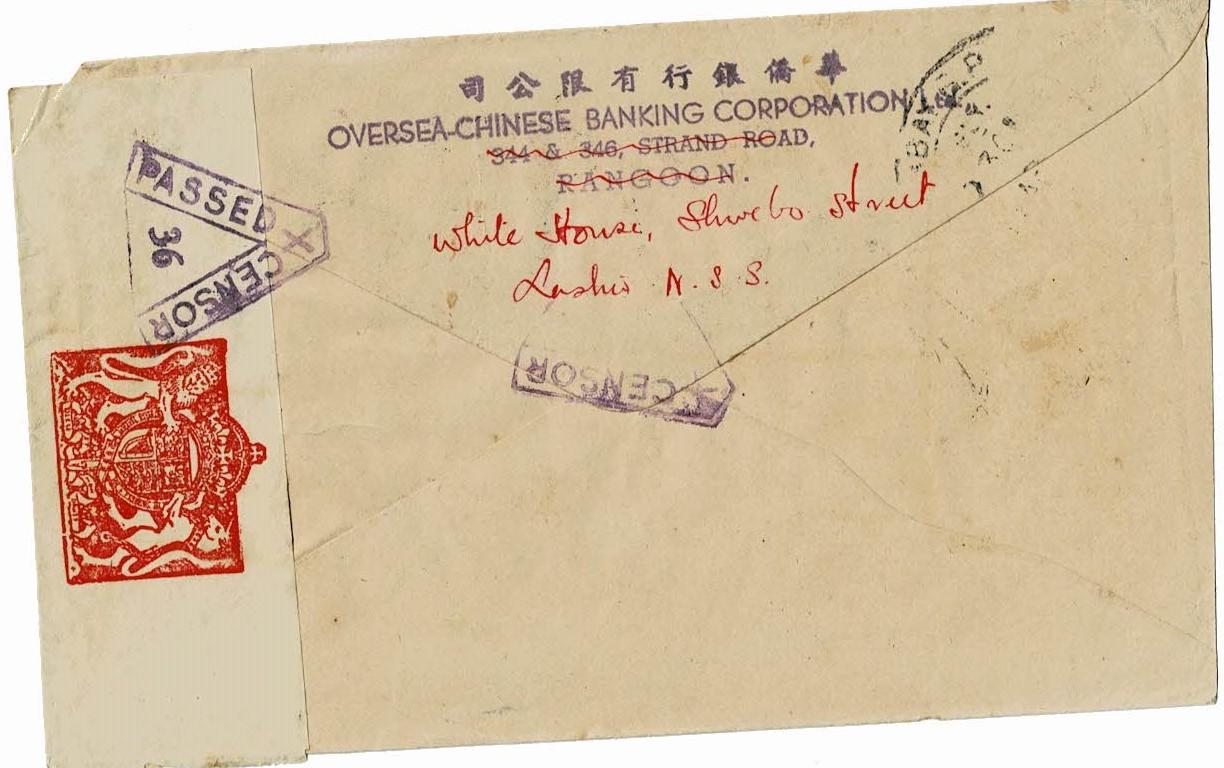 華僑銀行有限公司
OVERSEA-CHINESE BANKING CORPORATION Ltd
344 & 346, STRAND ROAD,
RANGOON.
White House, Shwebo Street
Lashio N.S.S.
PASSED
36
CENSOR
CENSOR